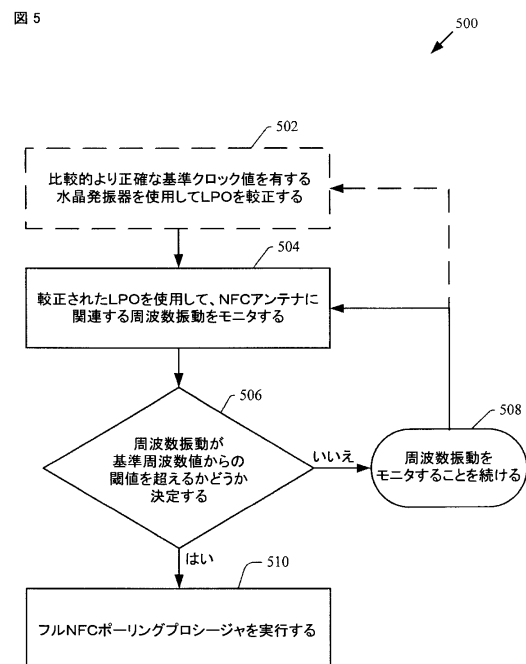 図 5
500
502
比較的より正確な基準クロック値を有する
水晶発振器を使用してLPOを較正する
504
較正されたLPOを使用して、NFCアンテナに
関連する周波数振動をモニタする
506
周波数振動が
基準周波数値からの
閾値を超えるかどうか
決定する
いいえ
508
周波数振動を
モニタすることを続ける
はい
510
フルNFCポーリングプロシージャを実行する